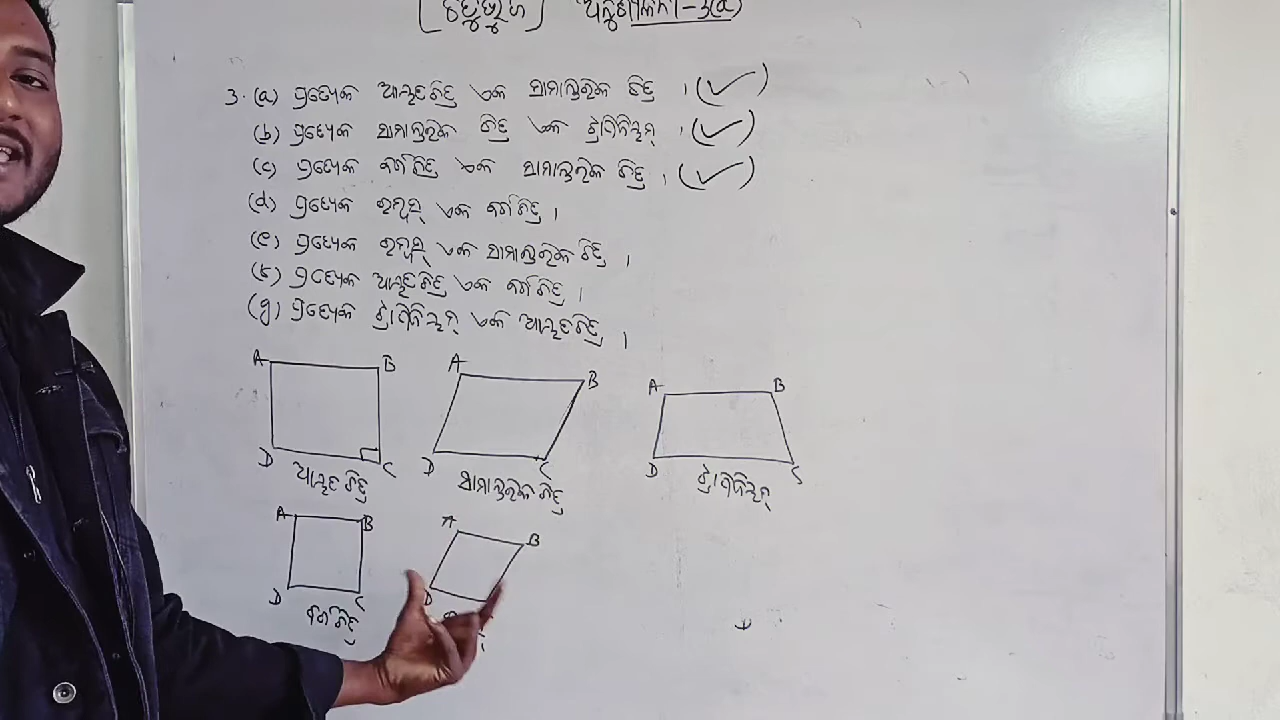 (ଚତୁର୍ଭୁଜ) ଅନୁଶୀଳନୀ-3(a)
3. (a) ପ୍ରତ୍ୟେକ ଆୟତଚିତ୍ର ଏକ ସାମାନ୍ତରିକ ଚିତ୍ର । (✓)
(b) ପ୍ରତ୍ୟେକ ସାମାନ୍ତରିକ ଚିତ୍ର ଏକ ଟ୍ରାପିଜିୟମ୍ । (✓)
(c) ପ୍ରତ୍ୟେକ ବର୍ଗଚିତ୍ର ଏକ ସାମାନ୍ତରିକ ଚିତ୍ର । (✓)
(d) ପ୍ରତ୍ୟେକ ରମ୍ବସ୍ ଏକ ବର୍ଗଚିତ୍ର ।
(e) ପ୍ରତ୍ୟେକ ରମ୍ବସ୍ ଏକ ସାମାନ୍ତରିକ ଚିତ୍ର ।
(f) ପ୍ରତ୍ୟେକ ଆୟତଚିତ୍ର ଏକ ବର୍ଗଚିତ୍ର ।
(g) ପ୍ରତ୍ୟେକ ଟ୍ରାପିଜିୟମ୍ ଏକ ଆୟତଚିତ୍ର ।
A B A B A B
D C D C D C
ଆୟତଚିତ୍ର ସାମାନ୍ତରିକ ଚିତ୍ର ଟ୍ରାପିଜିୟମ୍
A B A B
D C D
ବର୍ଗଚିତ୍ର